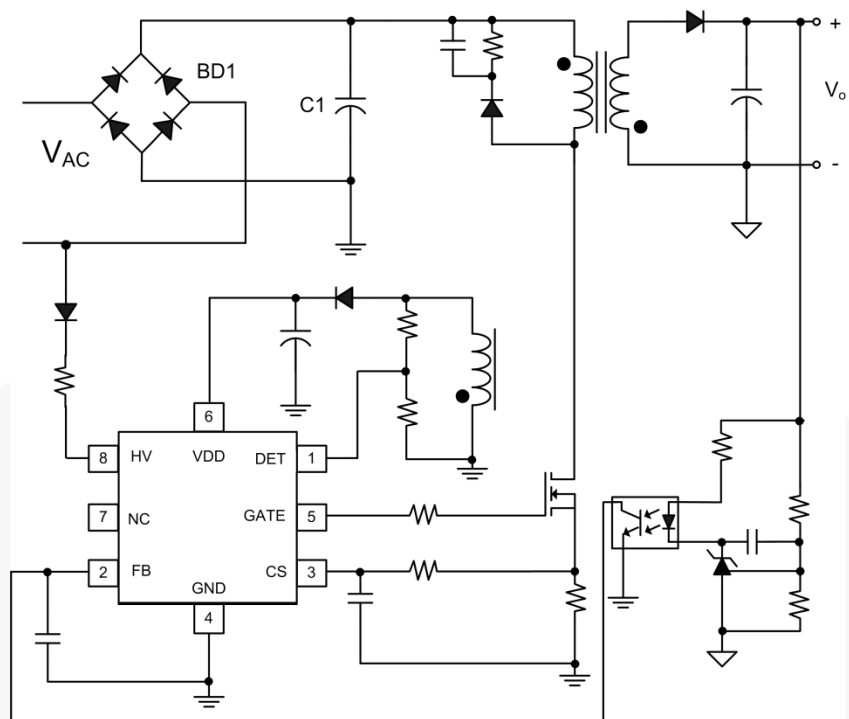 BD1
C1
+
Vo
-
VAC
6
8 HV VDD DET 1
7 NC GATE 5
2 FB CS 3
GND
4